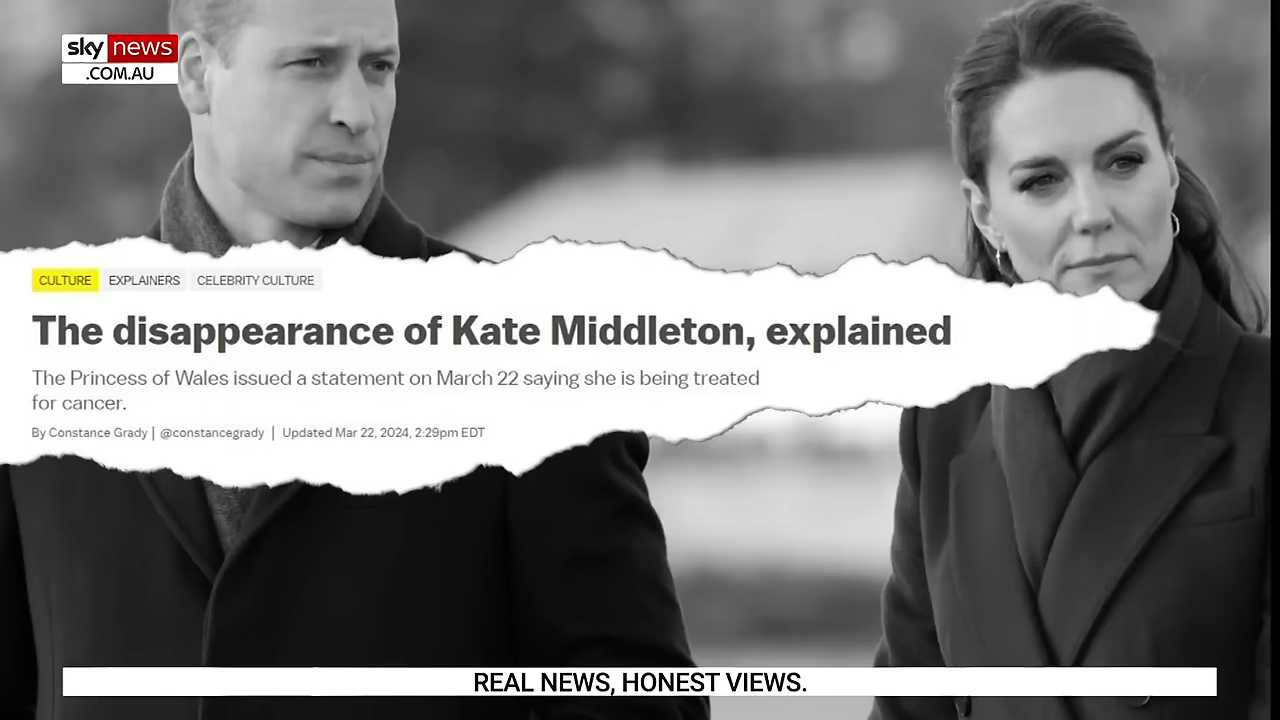 sky news
.COM.AU
CULTURE EXPLAINERS CELEBRITY CULTURE
The disappearance of Kate Middleton, explained
The Princess of Wales issued a statement on March 22 saying she is being treated
for cancer.
By Constance Grady | @constancegrady | Updated Mar 22, 2024, 2:29pm EDT
REAL NEWS, HONEST VIEWS.